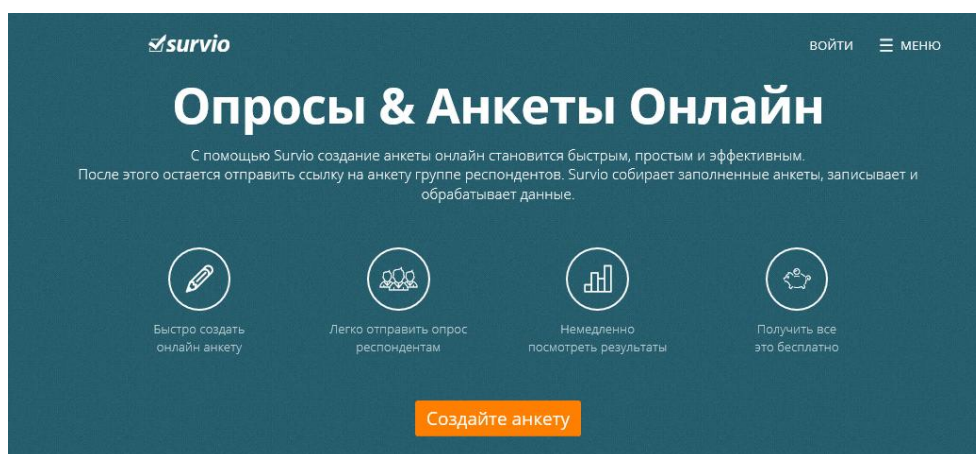 survio
ВОЙТИ
МЕНЮ
Опросы & Анкеты Онлайн
С помощью Survio создание анкеты онлайн становится быстрым, простым и эффективным.
После этого остается отправить ссылку на анкету группе респондентов. Survio собирает заполненные анкеты, записывает и
обрабатывает данные.
Быстро создать
онлайн анкету
Легко отправить опрос
респондентам
Немедленно
посмотреть результаты
Получить все
это бесплатно
Создайте анкету